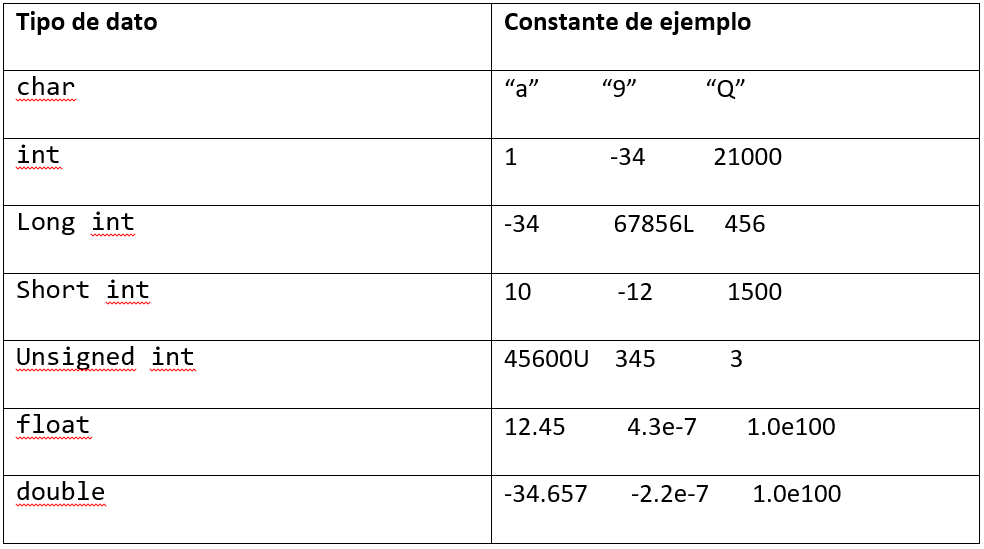 Tipo de dato Constante de ejemplo
char “a” “9” “Q”
int 1 -34 21000
Long int -34 67856L 456
Short int 10 -12 1500
Unsigned int 45600U 345 3
float 12.45 4.3e-7 1.0e100
double -34.657 -2.2e-7 1.0e100